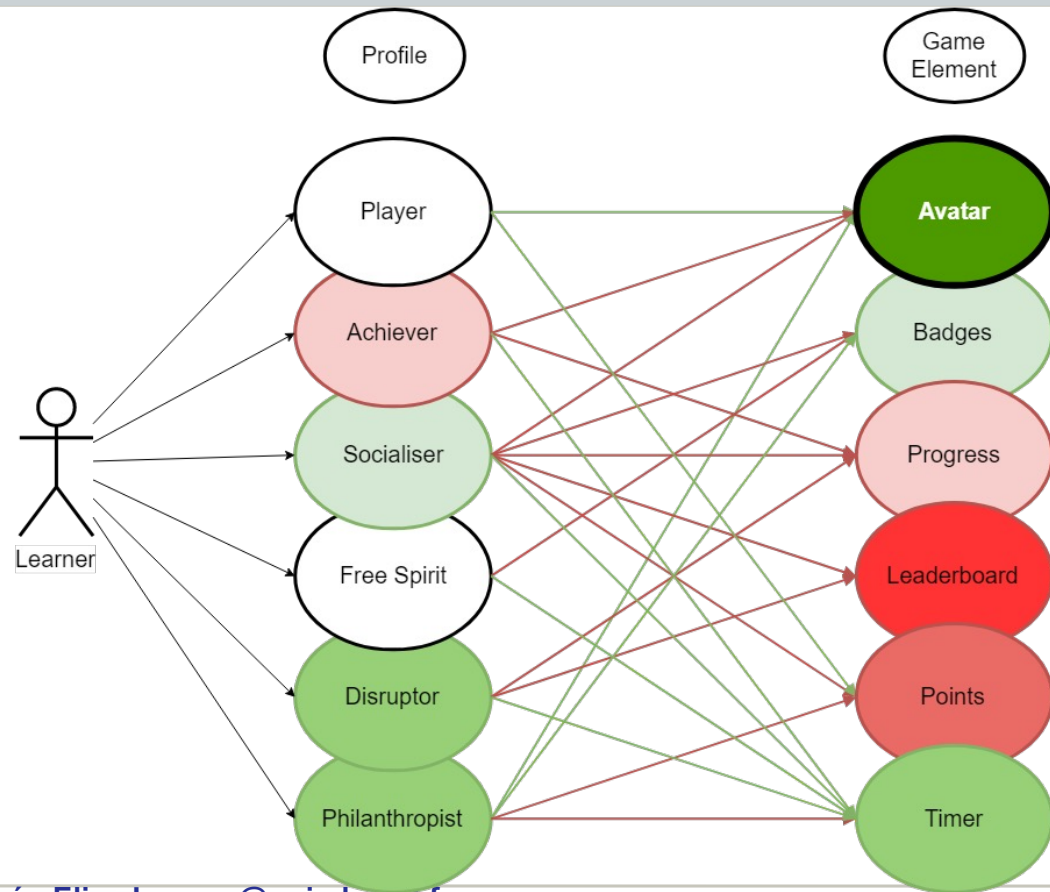 Profile
Game
Element
Player
Avatar
Achiever
Badges
Socialiser
Progress
Learner
Free Spirit
Leaderboard
Disruptor
Points
Philanthropist
Timer